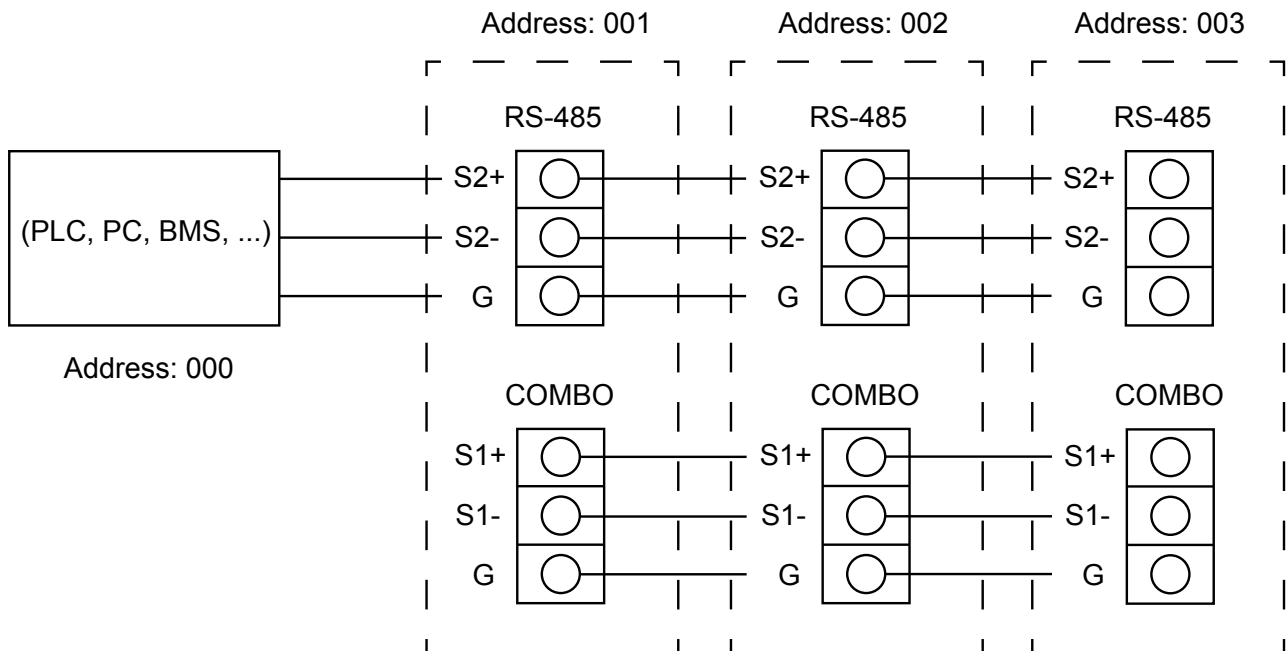 Address: 001
Address: 002
Address: 003
RS-485
RS-485
RS-485
(PLC, PC, BMS, ...)
S2+
S2+
S2+
S2-
S2-
S2-
G
G
G
Address: 000
COMBO
COMBO
COMBO
S1+
S1+
S1+
S1-
S1-
S1-
G
G
G